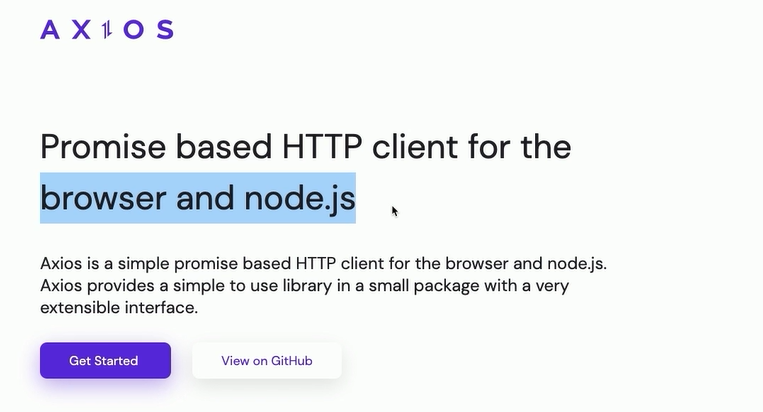 AXIOS
Promise based HTTP client for the
browser and node.js
Axios is a simple promise based HTTP client for the browser and node.js.
Axios provides a simple to use library in a small package with a very
extensible interface.
Get Started
View on GitHub